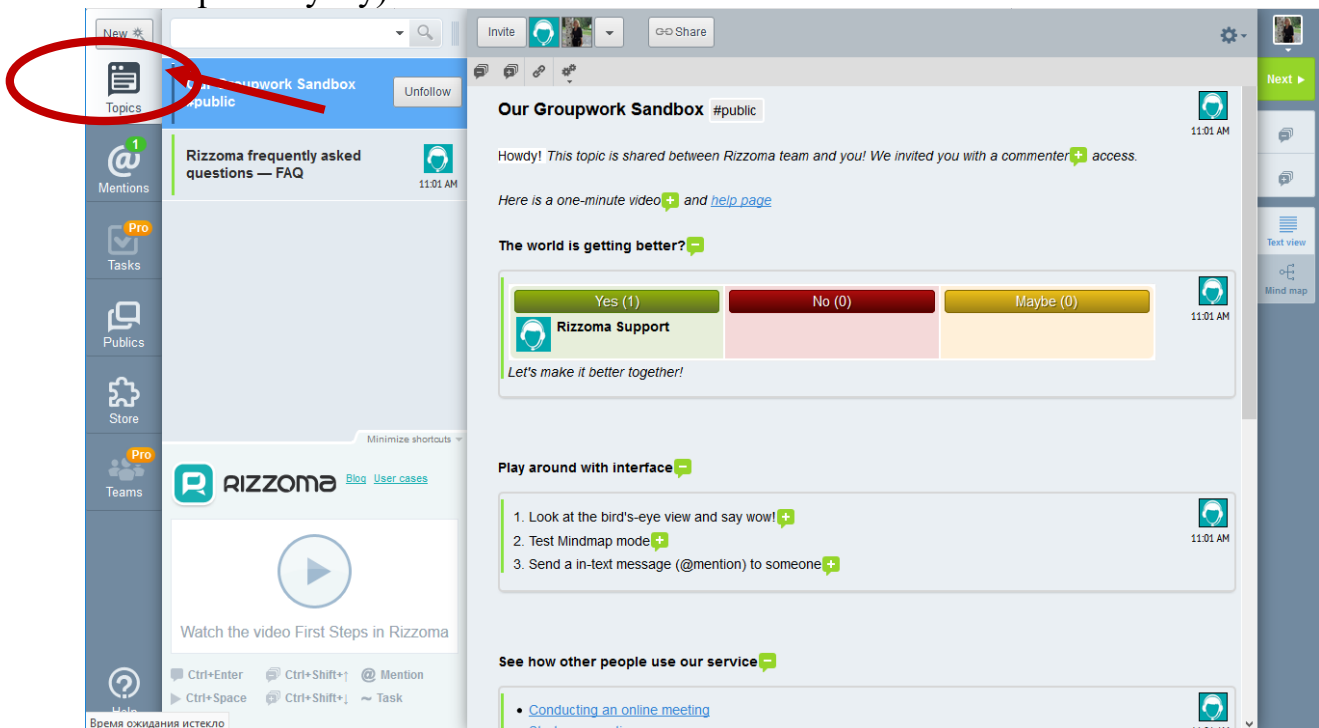 New
Invite
Share
Topics
Our Groupwork Sandbox
#public
Unfollow
Next
Our Groupwork Sandbox #public
11:01 AM
Mentions
1
Rizzoma frequently asked
questions — FAQ
11:01 AM
Howdy! This topic is shared between Rizzoma team and you! We invited you with a commenter access.
Here is a one-minute video and help page
Pro
Tasks
The world is getting better?
Text view
Mind map
Yes (1) No (0) Maybe (0)
Rizzoma Support
11:01 AM
Let's make it better together!
Publics
Store
Pro
Teams
Minimize shortcuts
RIZZOMA Blog User cases
Play around with interface
1. Look at the bird's-eye view and say wow!
2. Test Mindmap mode
3. Send a in-text message (@mention) to someone
11:01 AM
Watch the video First Steps in Rizzoma
See how other people use our service
Ctrl+Enter Ctrl+Shift+↑ @ Mention
Ctrl+Space Ctrl+Shift+↓ ~ Task
Help
• Conducting an online meeting
Время ожидания истекло